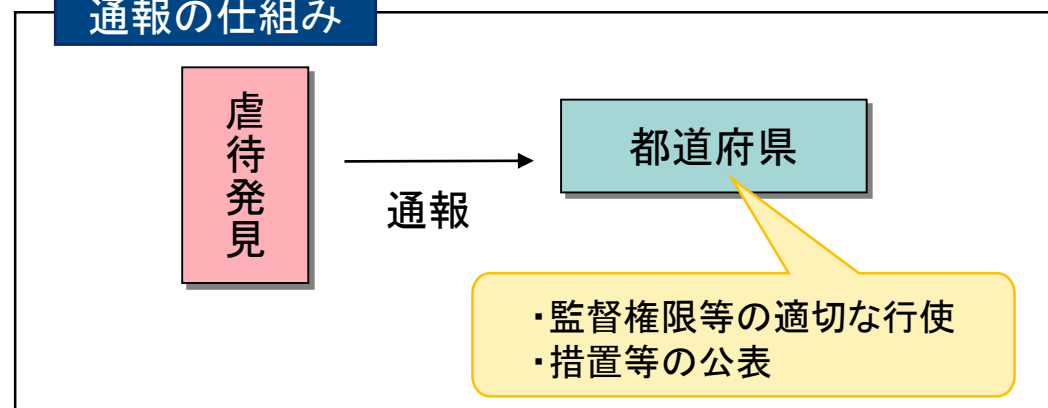 通報の仕組み
虐待発見
通報
都道府県
・監督権限等の適切な行使
・措置等の公表